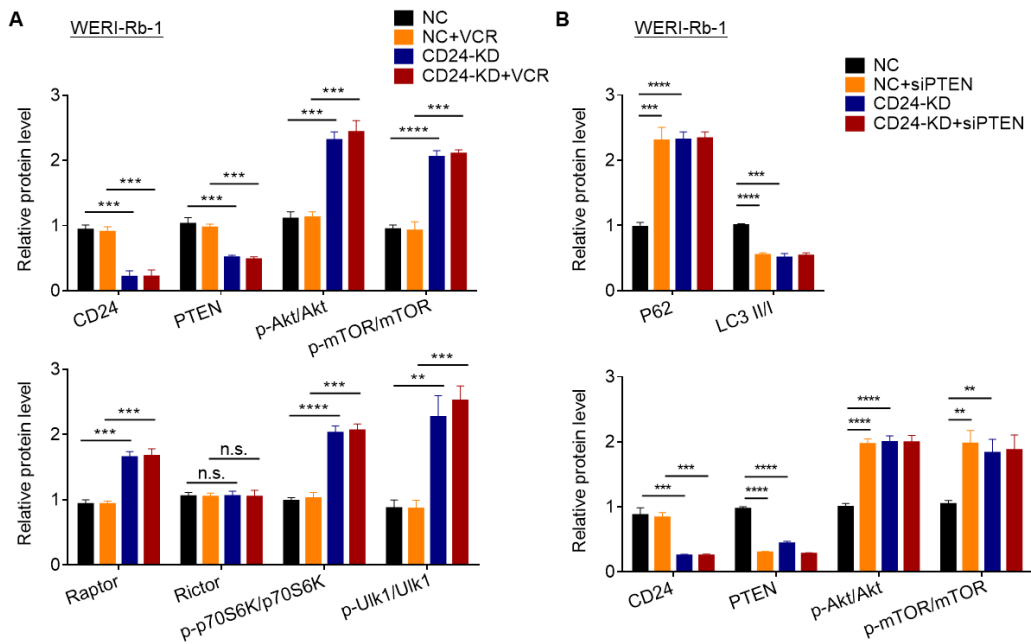 A
WERI-Rb-1
NC
NC+VCR
CD24-KD
CD24-KD+VCR
Relative protein level
3
2
1
0
***
***
***
***
***
***
****
***
CD24
PTEN
p-Akt/Akt
p-mTOR/mTOR
Relative protein level
3
2
1
0
***
***
n.s.
n.s.
****
***
**
***
Raptor
Rictor
p-p70S6K/p70S6K
p-Ulk1/Ulk1
B
WERI-Rb-1
NC
NC+siPTEN
CD24-KD
CD24-KD+siPTEN
Relative protein level
3
2
1
0
****
***
***
****
P62
LC3 II/I
Relative protein level
3
2
1
0
***
***
****
****
****
****
**
**
CD24
PTEN
p-Akt/Akt
p-mTOR/mTOR